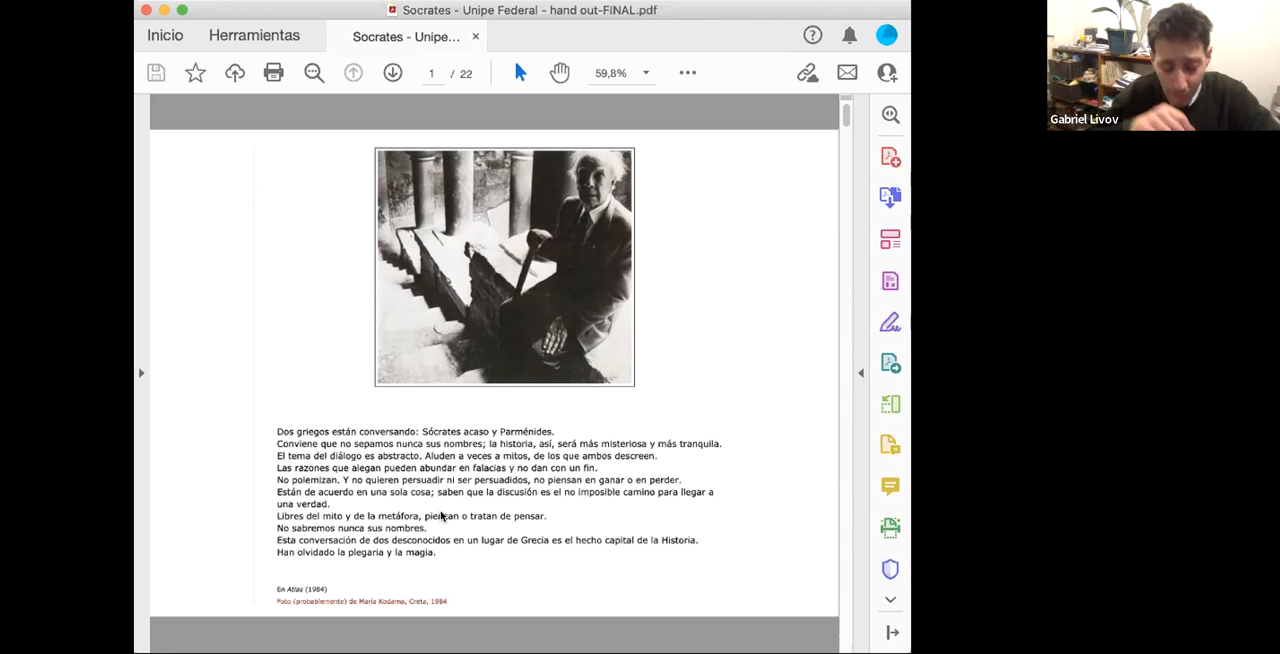 Socrates - Unipe Federal - hand out-FINAL.pdf
Inicio
Herramientas
Socrates - Unipe...
1 / 22
59,8%
Gabriel Livov
Dos griegos están conversando: Sócrates acaso y Parménides.
Conviene que no sepamos nunca sus nombres; la historia, así, será más misteriosa y más tranquila.
El tema del diálogo es abstracto. Aluden a veces a mitos, de los que ambos descreen.
Las razones que alegan pueden abundar en falacias y no dan con un fin.
No polemizan. Y no quieren persuadir ni ser persuadidos, no piensan en ganar o en perder.
Están de acuerdo en una sola cosa; saben que la discusión es el no imposible camino para llegar a
una verdad.
Libres del mito y de la metáfora, piensan o tratan de pensar.
No sabremos nunca sus nombres.
Esta conversación de dos desconocidos en un lugar de Grecia es el hecho capital de la Historia.
Han olvidado la plegaria y la magia.
En Atlas (1984)
Foto (probablemente) de María Kodama, Creta, 1984